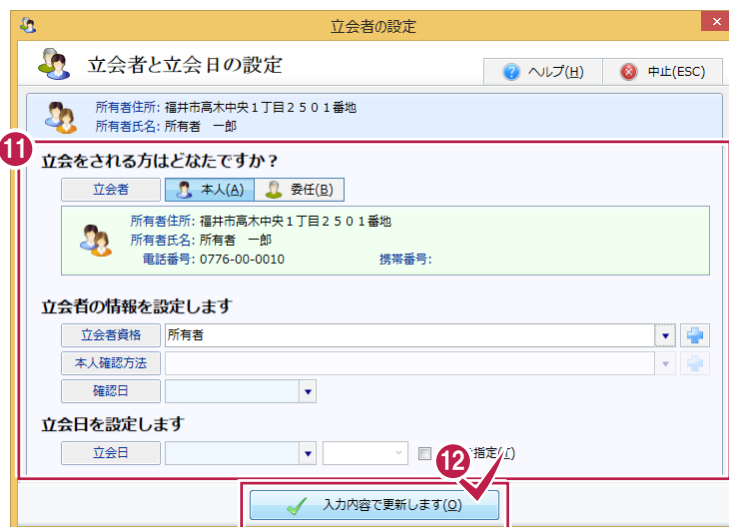 立会者の設定
立会者と立会日の設定
ヘルプ(H)
中止(ESC)
所有者住所: 福井市高木中央1丁目2501番地
所有者氏名: 所有者 一郎
11
立会をされる方はどなたですか?
立会者 本人(A) 委任(B)
所有者住所: 福井市高木中央1丁目2501番地
所有者氏名: 所有者 一郎
電話番号: 0776-00-0010 携帯番号:
立会者の情報を設定します
立会者資格 所有者
本人確認方法
確認日
立会日を設定します
立会日 指定(T)
12
入力内容で更新します(O)